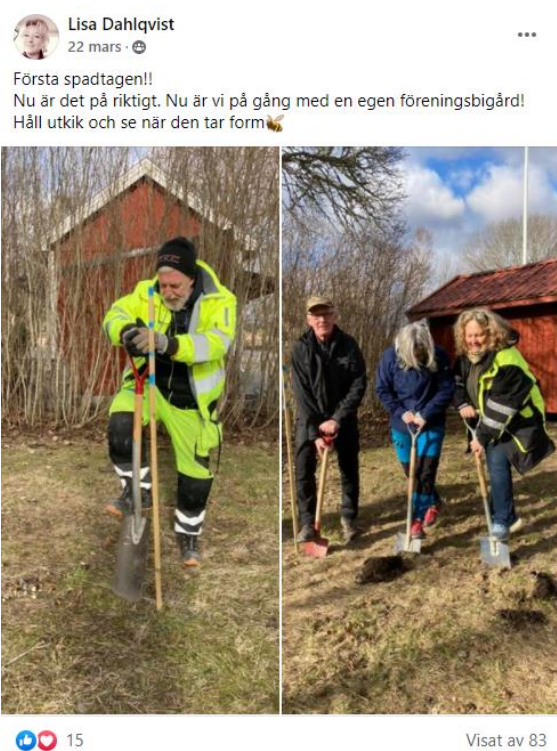 Lisa Dahlqvist
22 mars ·
Första spadtagen!!
Nu är det på riktigt. Nu är vi på gång med en egen föreningsbigård!
Håll utkik och se när den tar form🐝
15
Visat av 83